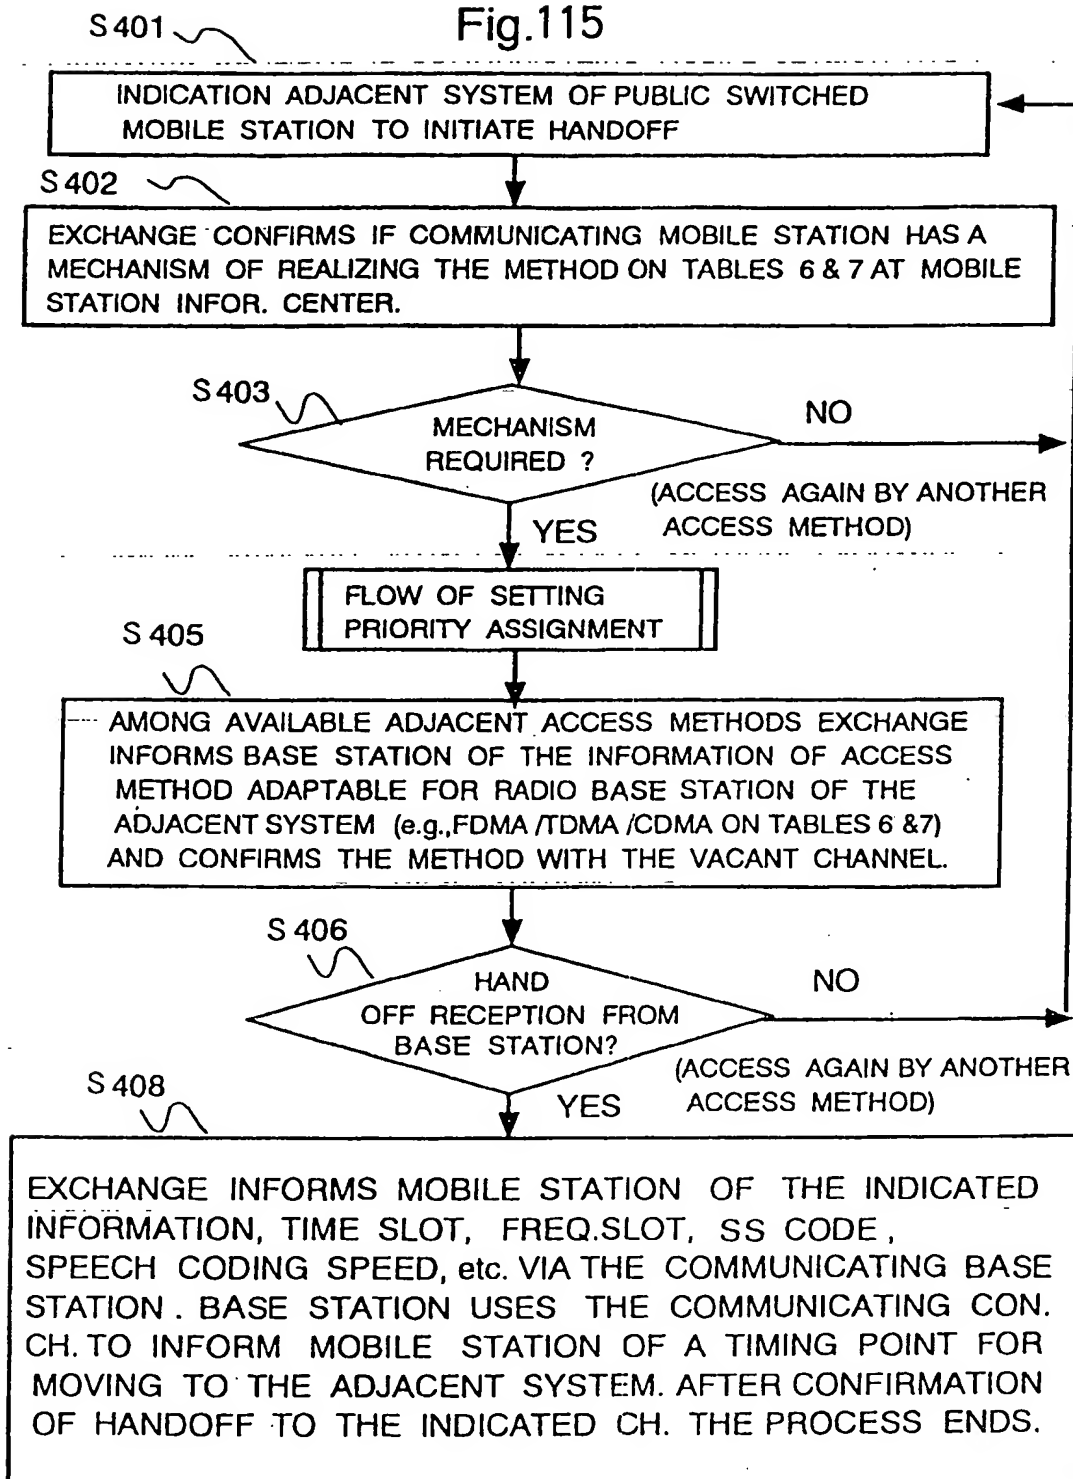 Fig.115
S 401
INDICATION ADJACENT SYSTEM OF PUBLIC SWITCHED
MOBILE STATION TO INITIATE HANDOFF
S 402
EXCHANGE CONFIRMS IF COMMUNICATING MOBILE STATION HAS A
MECHANISM OF REALIZING THE METHOD ON TABLES 6 & 7 AT MOBILE
STATION INFOR. CENTER.
S 403
MECHANISM
REQUIRED ?
NO
(ACCESS AGAIN BY ANOTHER
ACCESS METHOD)
YES
FLOW OF SETTING
PRIORITY ASSIGNMENT
S 405
AMONG AVAILABLE ADJACENT ACCESS METHODS EXCHANGE
INFORMS BASE STATION OF THE INFORMATION OF ACCESS
METHOD ADAPTABLE FOR RADIO BASE STATION OF THE
ADJACENT SYSTEM (e.g.,FDMA /TDMA /CDMA ON TABLES 6 &7)
AND CONFIRMS THE METHOD WITH THE VACANT CHANNEL.
S 406
HAND
OFF RECEPTION FROM
BASE STATION?
NO
(ACCESS AGAIN BY ANOTHER
ACCESS METHOD)
YES
S 408
EXCHANGE INFORMS MOBILE STATION OF THE INDICATED
INFORMATION, TIME SLOT, FREQ.SLOT, SS CODE,
SPEECH CODING SPEED, etc. VIA THE COMMUNICATING BASE
STATION. BASE STATION USES THE COMMUNICATING CON.
CH. TO INFORM MOBILE STATION OF A TIMING POINT FOR
MOVING TO THE ADJACENT SYSTEM. AFTER CONFIRMATION
OF HANDOFF TO THE INDICATED CH. THE PROCESS ENDS.